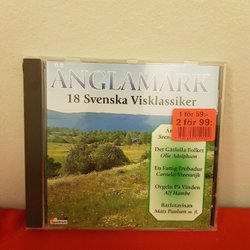 ÄNGLAMARK
18 Svenska Visklassiker
1 för 59:-
2 för 99:-
Det Gåtfulla Folket
Olle Adolphson
En Fattig Trubadur
Cornelis Vreeswijk
Orgeln På Vinden
Alf Hambe
Barfotavisan
Mats Paulson m. fl.